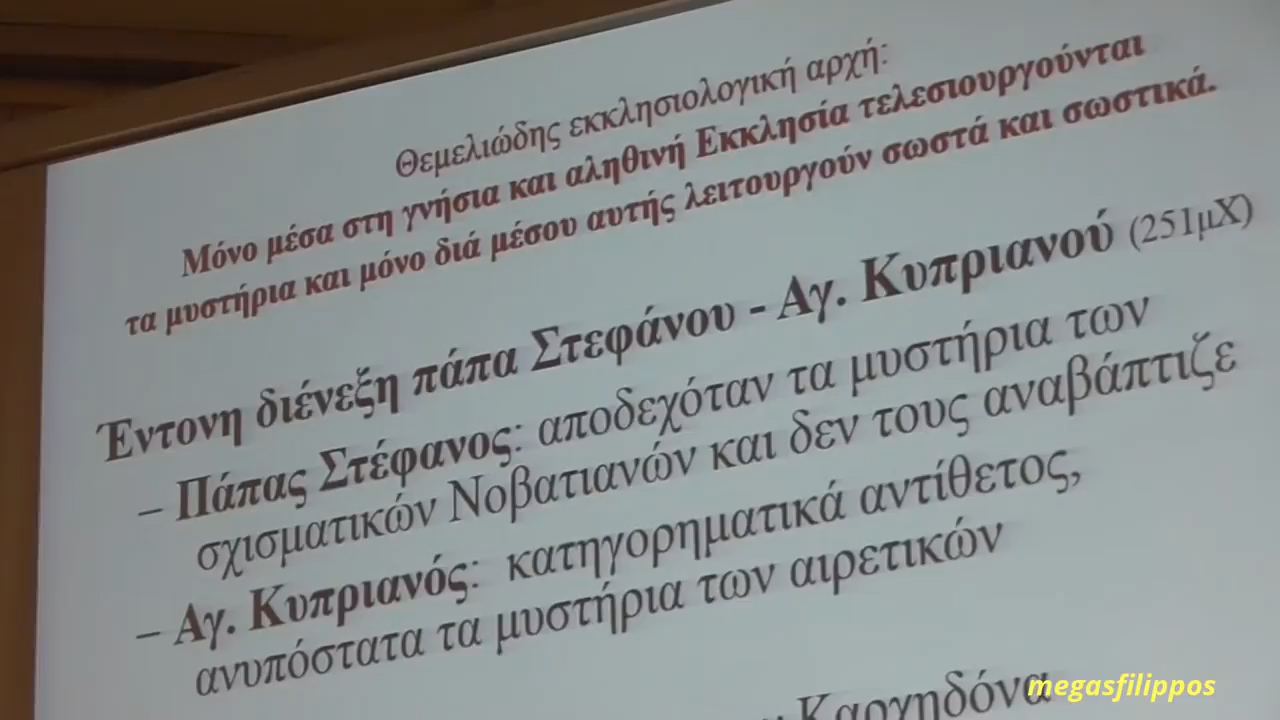 Θεμελιώδης εκκλησιολογική αρχή:
Μόνο μέσα στη γνήσια και αληθινή Εκκλησία τελεσιουργούνται
τα μυστήρια και μόνο διά μέσου αυτής λειτουργούν σωστά και σωστικά.
Έντονη διένεξη πάπα Στεφάνου - Αγ. Κυπριανού (251μΧ)
– Πάπας Στέφανος: αποδεχόταν τα μυστήρια των
σχισματικών Νοβατιανών και δεν τους αναβάπτιζε
– Αγ. Κυπριανός: κατηγορηματικά αντίθετος,
ανυπόστατα τα μυστήρια των αιρετικών
Καρχηδόνα
megasfilippos